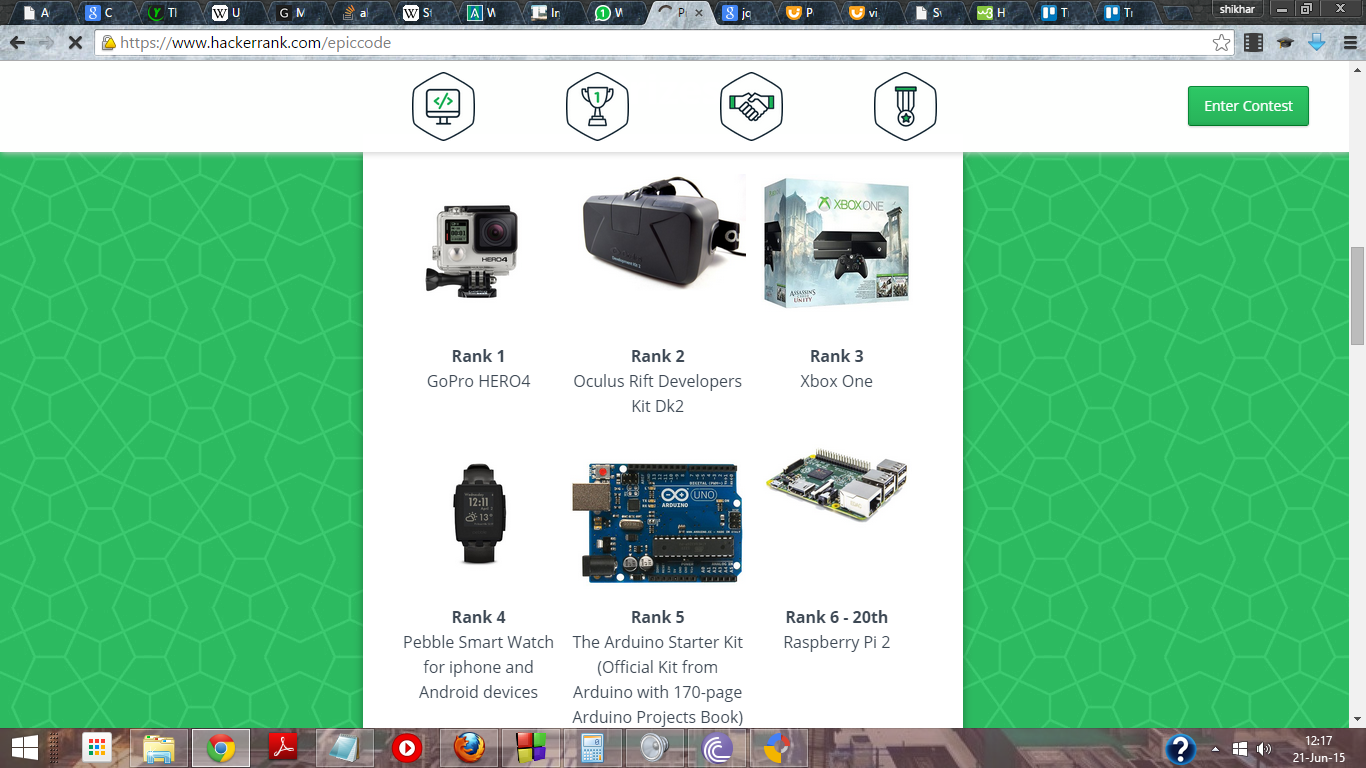 A
C
Tl
U
M
al
St
W
In
W
P
jq
P
vi
Sv
H
T
Tr
shikhar
https://www.hackerrank.com/epiccode
</>
1
Enter Contest
HERO4
XBOX ONE
ASSASSIN'S
UNITY
Rank 1
Rank 2
Rank 3
GoPro HERO4
Oculus Rift Developers
Kit Dk2
Xbox One
12:11
13°
UNO
ARDUINO
Rank 4
Rank 5
Rank 6 - 20th
Pebble Smart Watch
for iphone and
Android devices
The Arduino Starter Kit
(Official Kit from
Arduino with 170-page
Arduino Projects Book)
Raspberry Pi 2
12:17
21-Jun-15